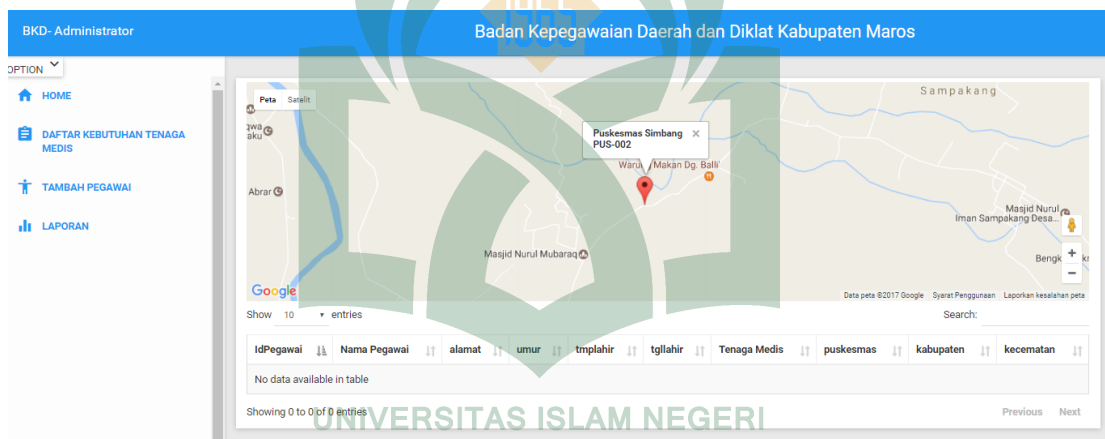 BKD- Administrator
Badan Kepegawaian Daerah dan Diklat Kabupaten Maros
OPTION
HOME
DAFTAR KEBUTUHAN TENAGA
MEDIS
TAMBAH PEGAWAI
LAPORAN
Peta Satelit
Sampakang
aku
Puskesmas Simbang ×
PUS-002
Makan Dg. Balli'
Abrar
Masjid Nurul
Iman Sampakang Desa...
Masjid Nurul Mubaraq
Bengk
+
−
Google
Data peta ©2017 Google Syarat Penggunaan Laporkan kesalahan peta
Show 10 entries
Search:
IdPegawai Nama Pegawai alamat umur tmplahir tgllahir Tenaga Medis puskesmas kabupaten kecematan
No data available in table
Showing 0 to 0 of 0 entries
Previous Next
UNIVERSITAS ISLAM NEGERI